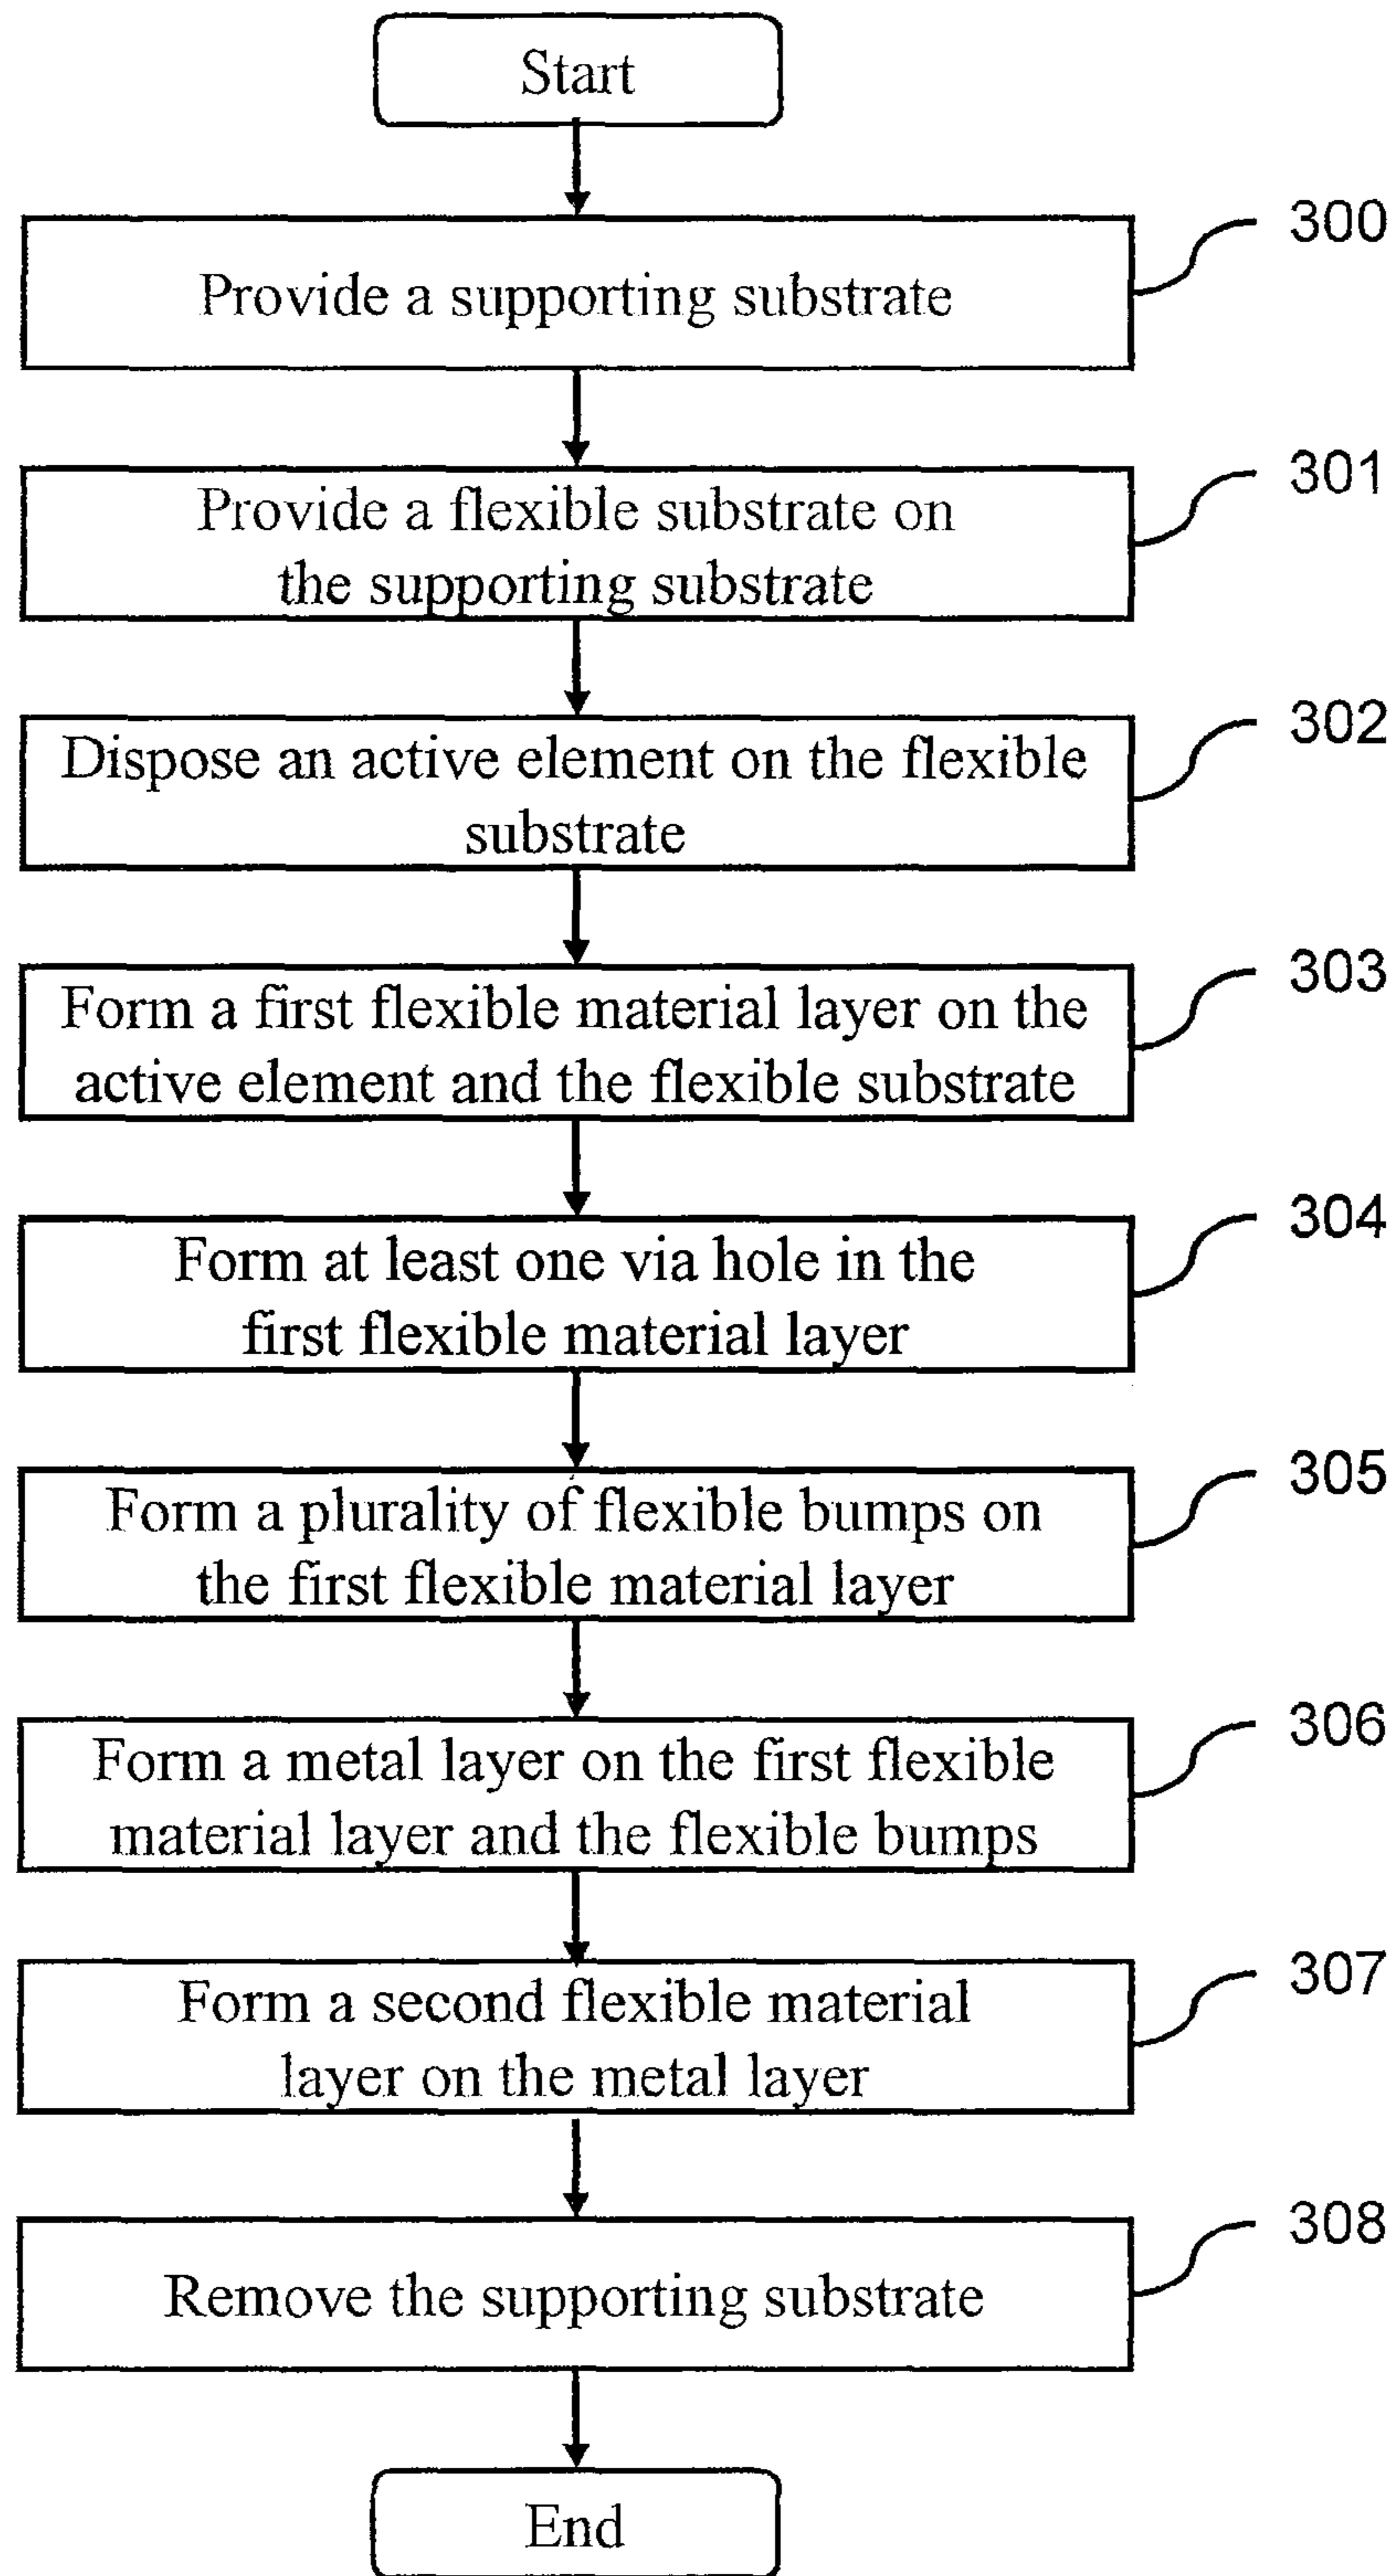 Start
300
Provide a supporting substrate
301
Provide a flexible substrate on
the supporting substrate
302
Dispose an active element on the flexible
substrate
303
Form a first flexible material layer on the
active element and the flexible substrate
304
Form at least one via hole in the
first flexible material layer
305
Form a plurality of flexible bumps on
the first flexible material layer
306
Form a metal layer on the first flexible
material layer and the flexible bumps
307
Form a second flexible material
layer on the metal layer
308
Remove the supporting substrate
End